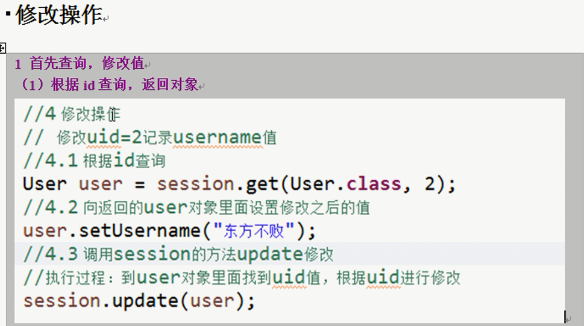 ·修改操作
1 首先查询，修改值
（1）根据 id 查询，返回对象
//4 修改操作
// 修改uid=2记录username值
//4.1 根据id查询
User user = session.get(User.class, 2);
//4.2 向返回的user对象里面设置修改之后的值
user.setUsername("东方不败");
//4.3 调用session的方法update修改
//执行过程：到user对象里面找到uid值，根据uid进行修改
session.update(user);